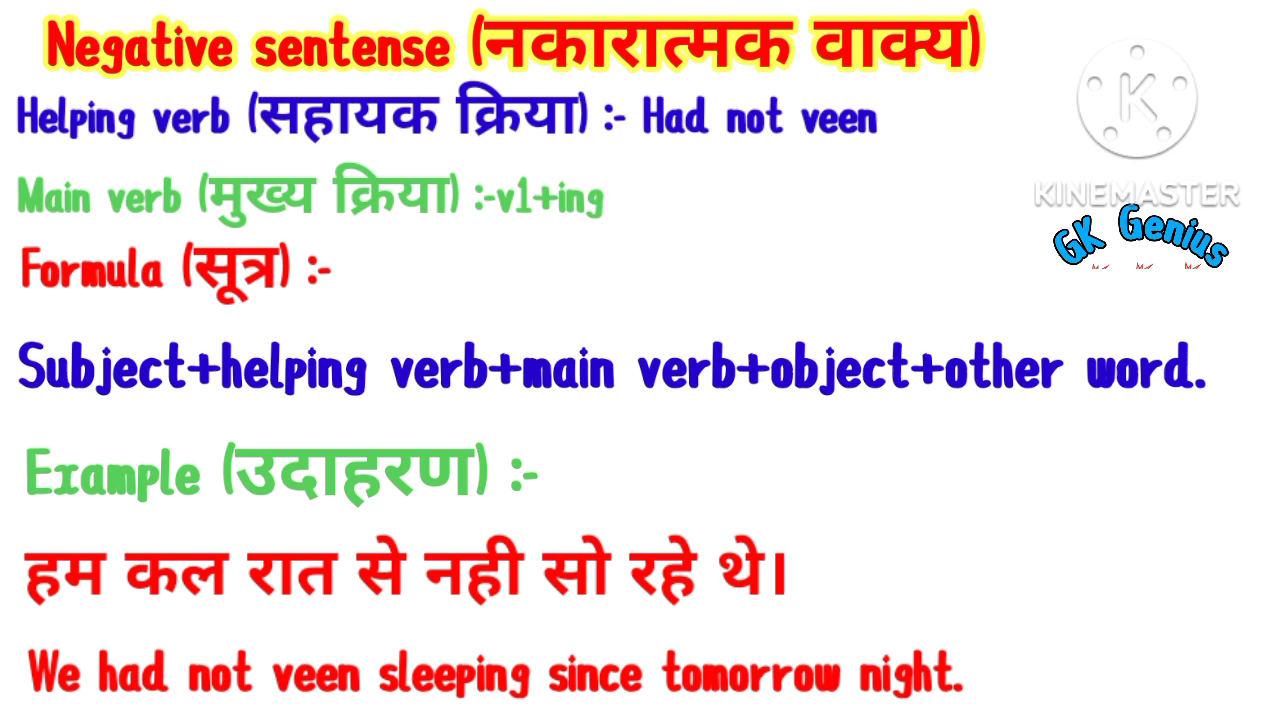 Negative sentense (नकारात्मक वाक्य)
Helping verb (सहायक क्रिया) :- Had not veen
Main verb (मुख्य क्रिया) :-v1+ing
Formula (सूत्र) :-
Subject+helping verb+main verb+object+other word.
Example (उदाहरण) :-
हम कल रात से नही सो रहे थे।
We had not veen sleeping since tomorrow night.
K
KINEMASTER
GK Genius